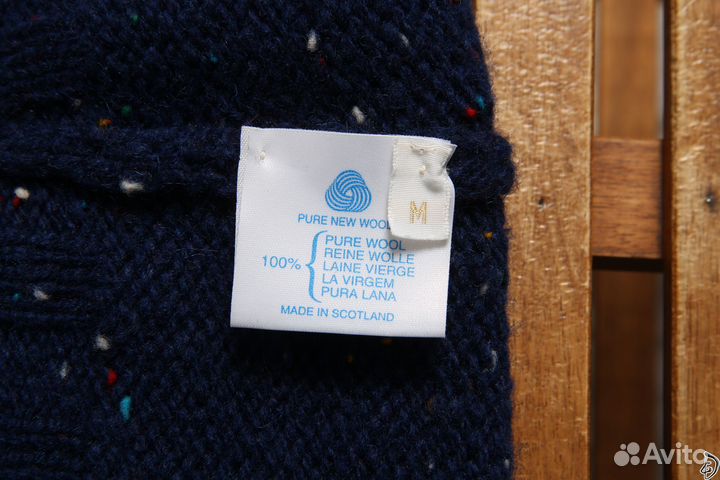 PURE NEW WOOL
M
100%
PURE WOOL
REINE WOLLE
LAINE VIERGE
LA VIRGEM
PURA LANA
MADE IN SCOTLAND
Avito